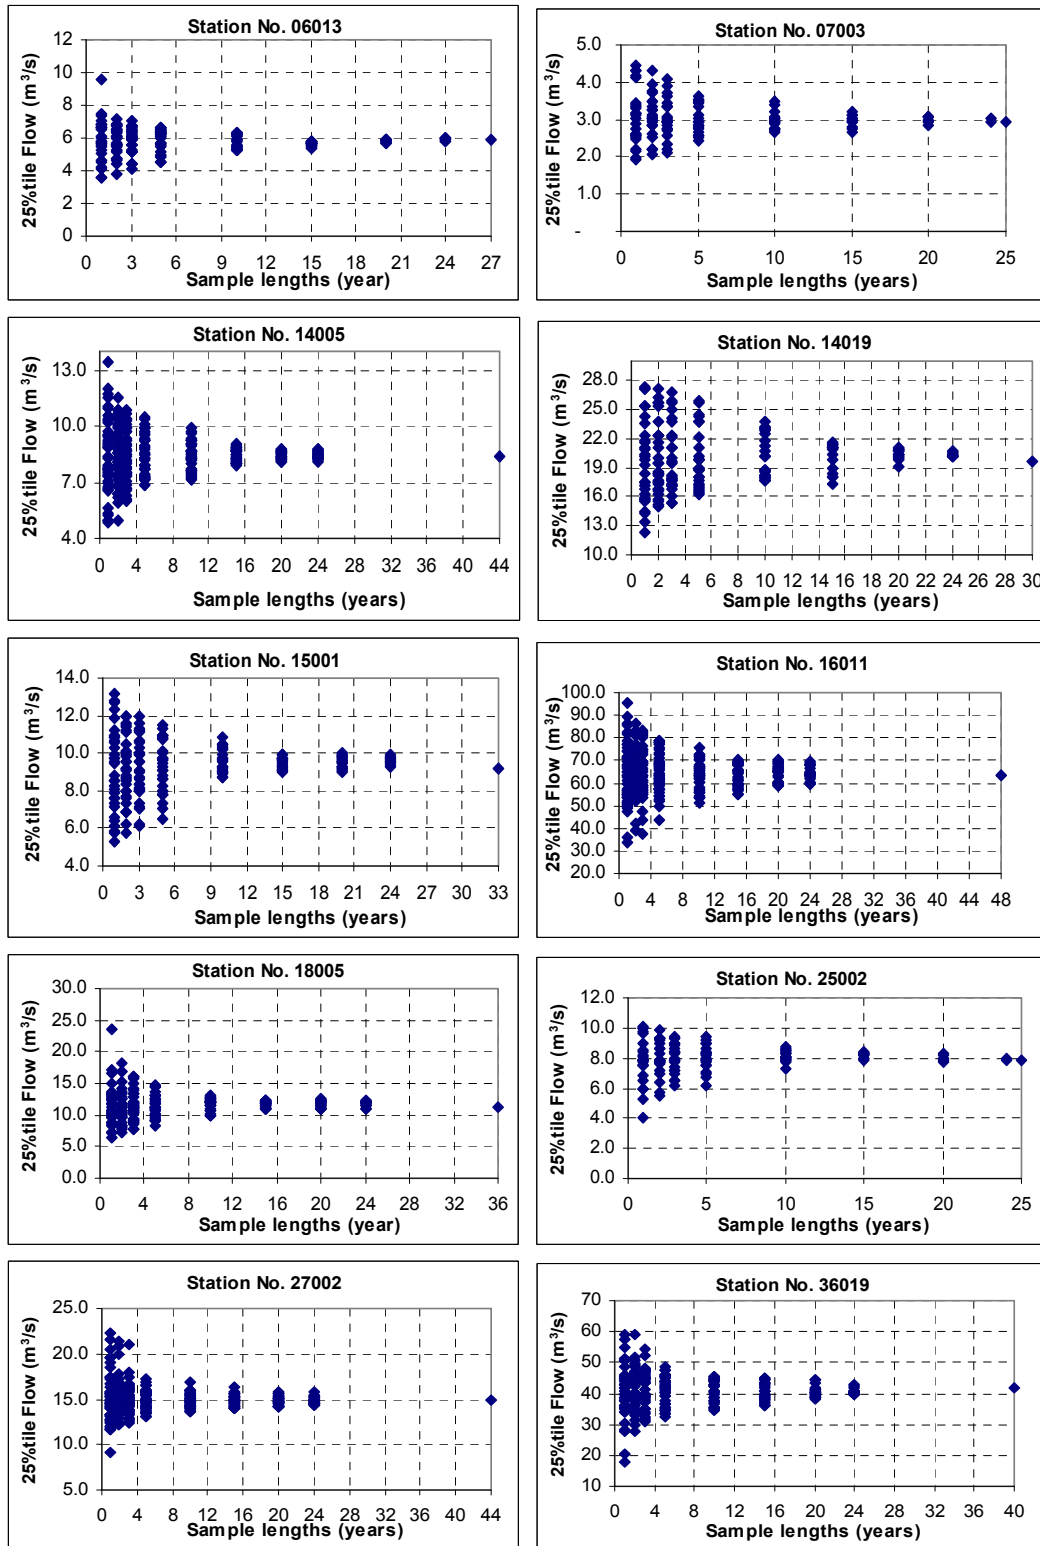 Station No. 06013
25%tile Flow (m³/s)
12
10
8
6
4
2
0
0 3 6 9 12 15 18 21 24 27
Sample lengths (year)
Station No. 07003
25%tile Flow (m³/s)
5.0
4.0
3.0
2.0
1.0
-
0 5 10 15 20 25
Sample lengths (years)
Station No. 14005
25%tile Flow (m³/s)
13.0
10.0
7.0
4.0
0 4 8 12 16 20 24 28 32 36 40 44
Sample lengths (years)
Station No. 14019
25%tile Flow (m³/s)
28.0
25.0
22.0
19.0
16.0
13.0
10.0
0 2 4 6 8 10 12 14 16 18 20 22 24 26 28 30
Sample lengths (years)
Station No. 15001
25%tile Flow (m³/s)
14.0
12.0
10.0
8.0
6.0
4.0
0 3 6 9 12 15 18 21 24 27 30 33
Sample lengths (years)
Station No. 16011
25%tile Flow (m³/s)
100.0
90.0
80.0
70.0
60.0
50.0
40.0
30.0
20.0
0 4 8 12 16 20 24 28 32 36 40 44 48
Sample lengths (years)
Station No. 18005
25%tile Flow (m³/s)
30.0
25.0
20.0
15.0
10.0
5.0
0.0
0 4 8 12 16 20 24 28 32 36
Sample lengths (year)
Station No. 25002
25%tile Flow (m³/s)
12.0
10.0
8.0
6.0
4.0
2.0
0.0
0 5 10 15 20 25
Sample lengths (years)
Station No. 27002
25%tile Flow (m³/s)
25.0
20.0
15.0
10.0
5.0
0 4 8 12 16 20 24 28 32 36 40 44
Sample lengths (years)
Station No. 36019
25%tile Flow (m³/s)
70
60
50
40
30
20
10
0 4 8 12 16 20 24 28 32 36 40
Sample lengths (years)